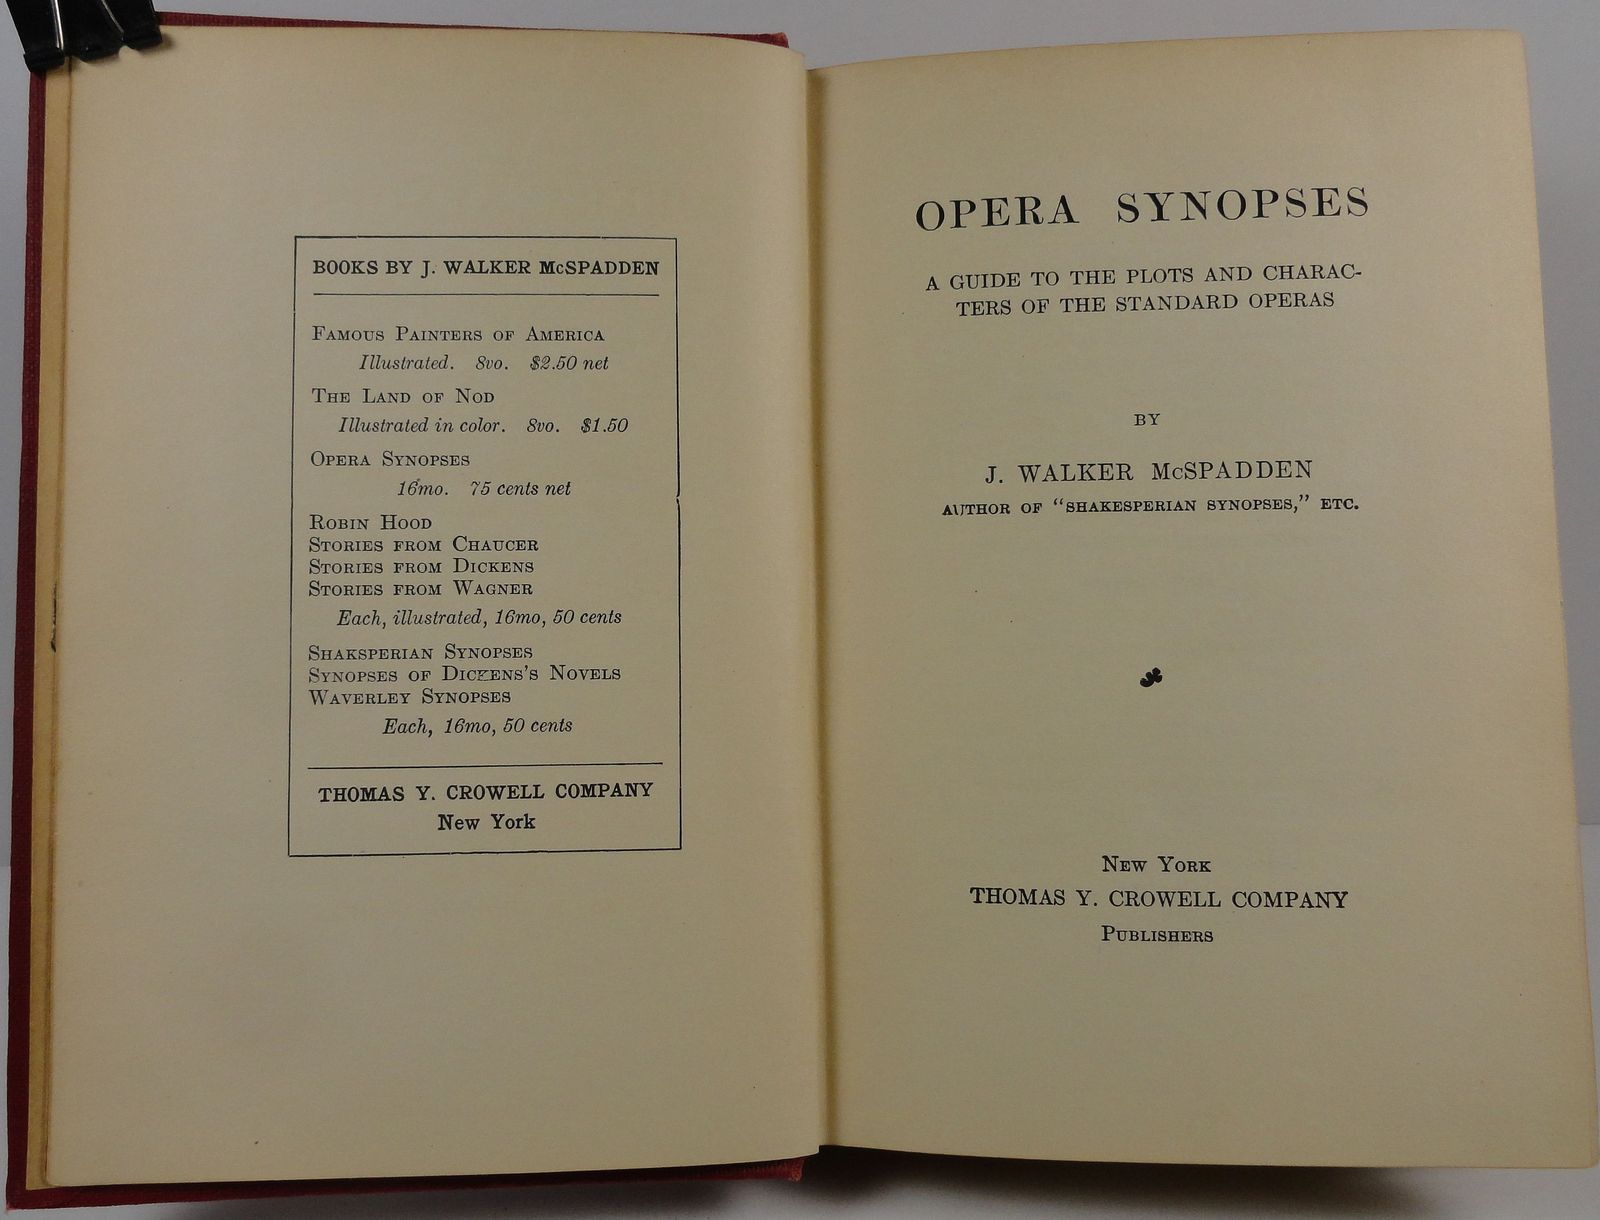 BOOKS BY J. WALKER McSPADDEN
FAMOUS PAINTERS OF AMERICA
Illustrated. 8vo. $2.50 net
THE LAND OF NOD
Illustrated in color. 8vo. $1.50
OPERA SYNOPSES
16mo. 75 cents net
ROBIN HOOD
STORIES FROM CHAUCER
STORIES FROM DICKENS
STORIES FROM WAGNER
Each, illustrated, 16mo, 50 cents
SHAKSPERIAN SYNOPSES
SYNOPSES OF DICKENS'S NOVELS
WAVERLEY SYNOPSES
Each, 16mo, 50 cents
THOMAS Y. CROWELL COMPANY
New York
OPERA SYNOPSES
A GUIDE TO THE PLOTS AND CHARAC-
TERS OF THE STANDARD OPERAS
BY
J. WALKER McSPADDEN
AUTHOR OF "SHAKESPERIAN SYNOPSES," ETC.
NEW YORK
THOMAS Y. CROWELL COMPANY
PUBLISHERS